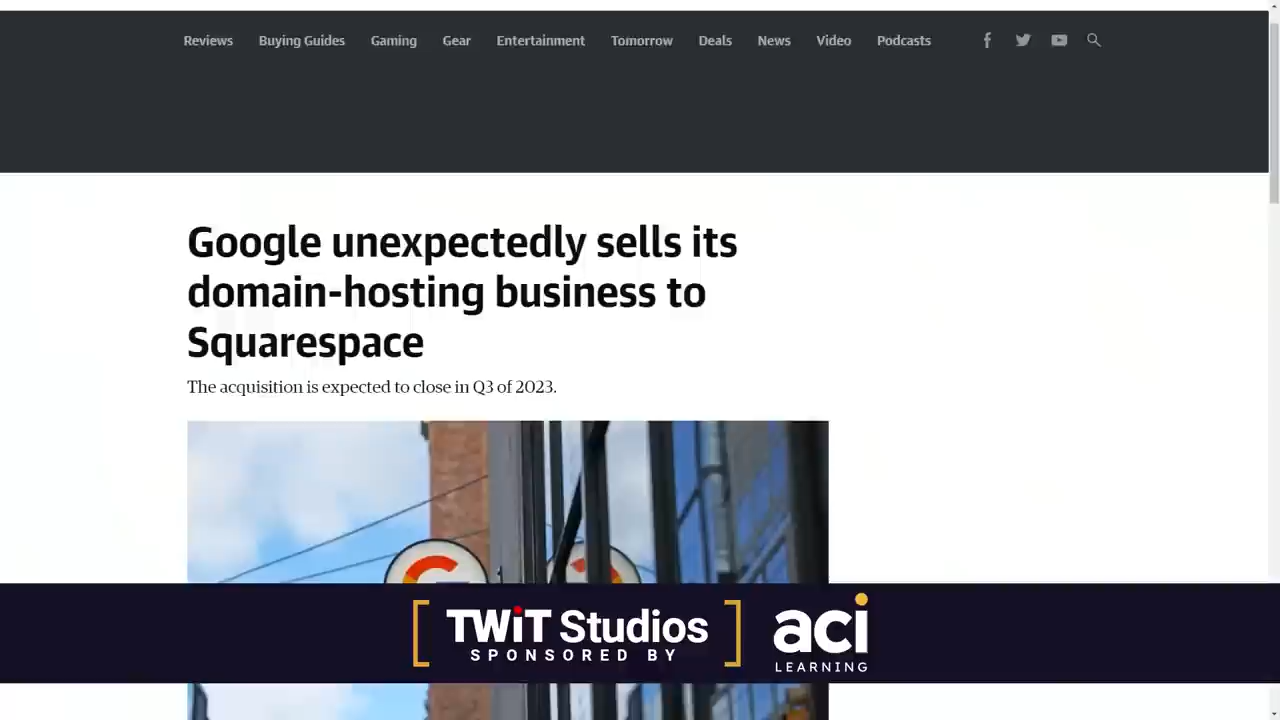 Reviews Buying Guides Gaming Gear Entertainment Tomorrow Deals News Video Podcasts
Google unexpectedly sells its
domain-hosting business to
Squarespace
The acquisition is expected to close in Q3 of 2023.
TWiT Studios
SPONSORED BY
aci
LEARNING